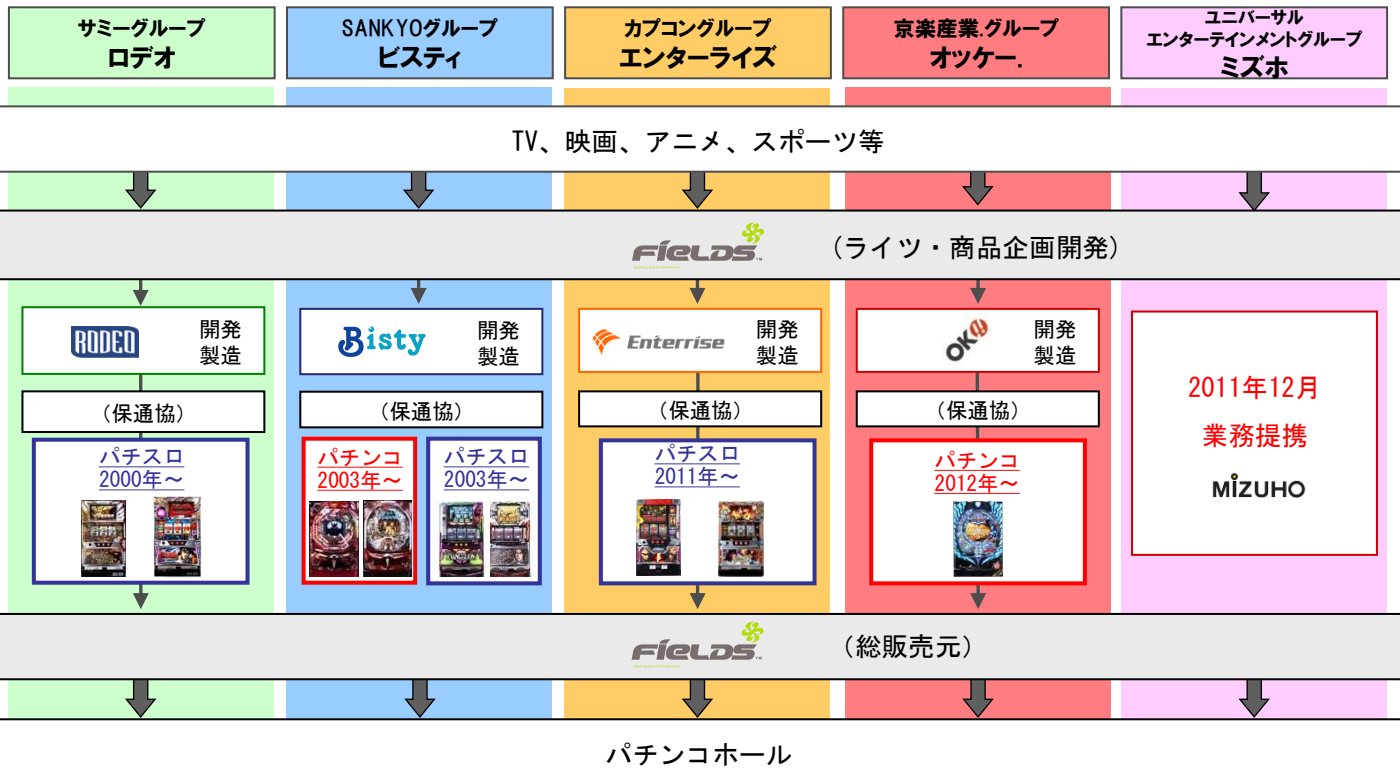 サミーグループ
ロデオ
SANKYOグループ
ビスティ
カプコングループ
エンターライズ
京楽産業.グループ
オッケー.
ユニバーサル
エンターテインメントグループ
ミズホ
TV、映画、アニメ、スポーツ等
FIELDS
(ライツ・商品企画開発)
RODEO
開発
製造
Bisty
開発
製造
Enterrise
開発
製造
OK!!
開発
製造
(保通協)
(保通協)
(保通協)
(保通協)
パチスロ
2000年～
パチンコ
2003年～
パチスロ
2003年～
パチスロ
2011年～
パチンコ
2012年～
2011年12月
業務提携
MIZUHO
FIELDS
(総販売元)
パチンコホール